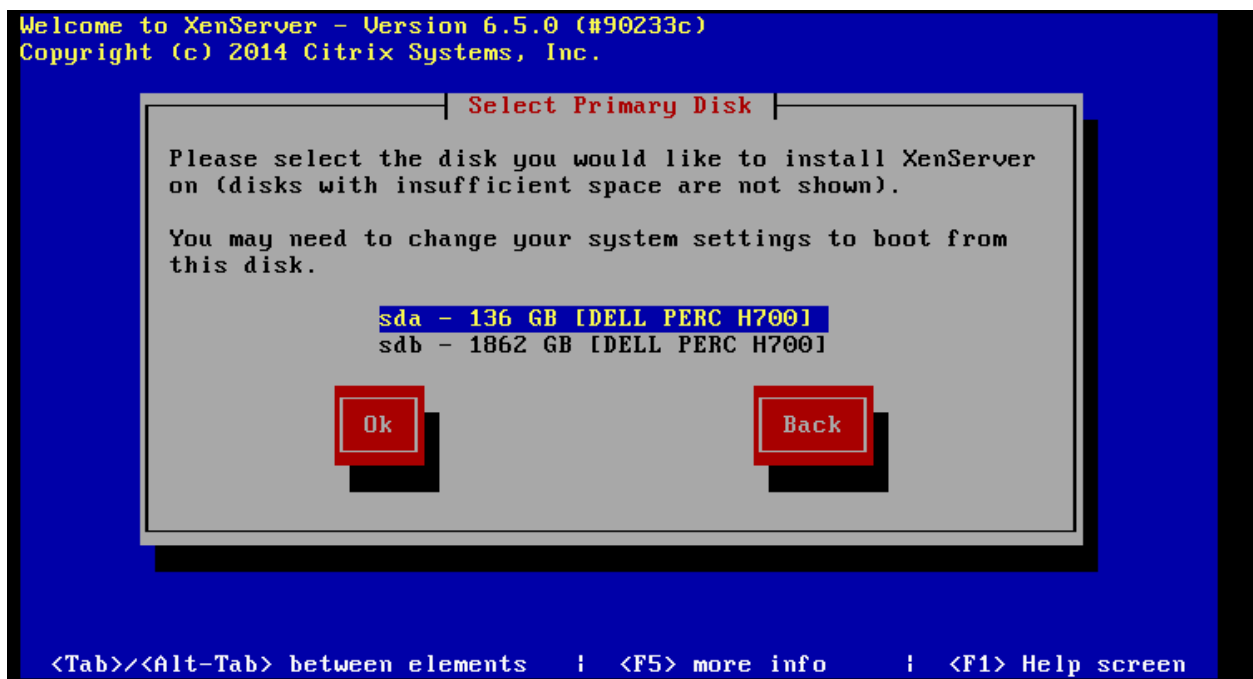 Welcome to XenServer - Version 6.5.0 (#90233c)
Copyright (c) 2014 Citrix Systems, Inc.
Select Primary Disk
Please select the disk you would like to install XenServer
on (disks with insufficient space are not shown).
You may need to change your system settings to boot from
this disk.
sda - 136 GB [DELL PERC H700]
sdb - 1862 GB [DELL PERC H700]
Ok Back
<Tab>/<Alt-Tab> between elements | <F5> more info | <F1> Help screen